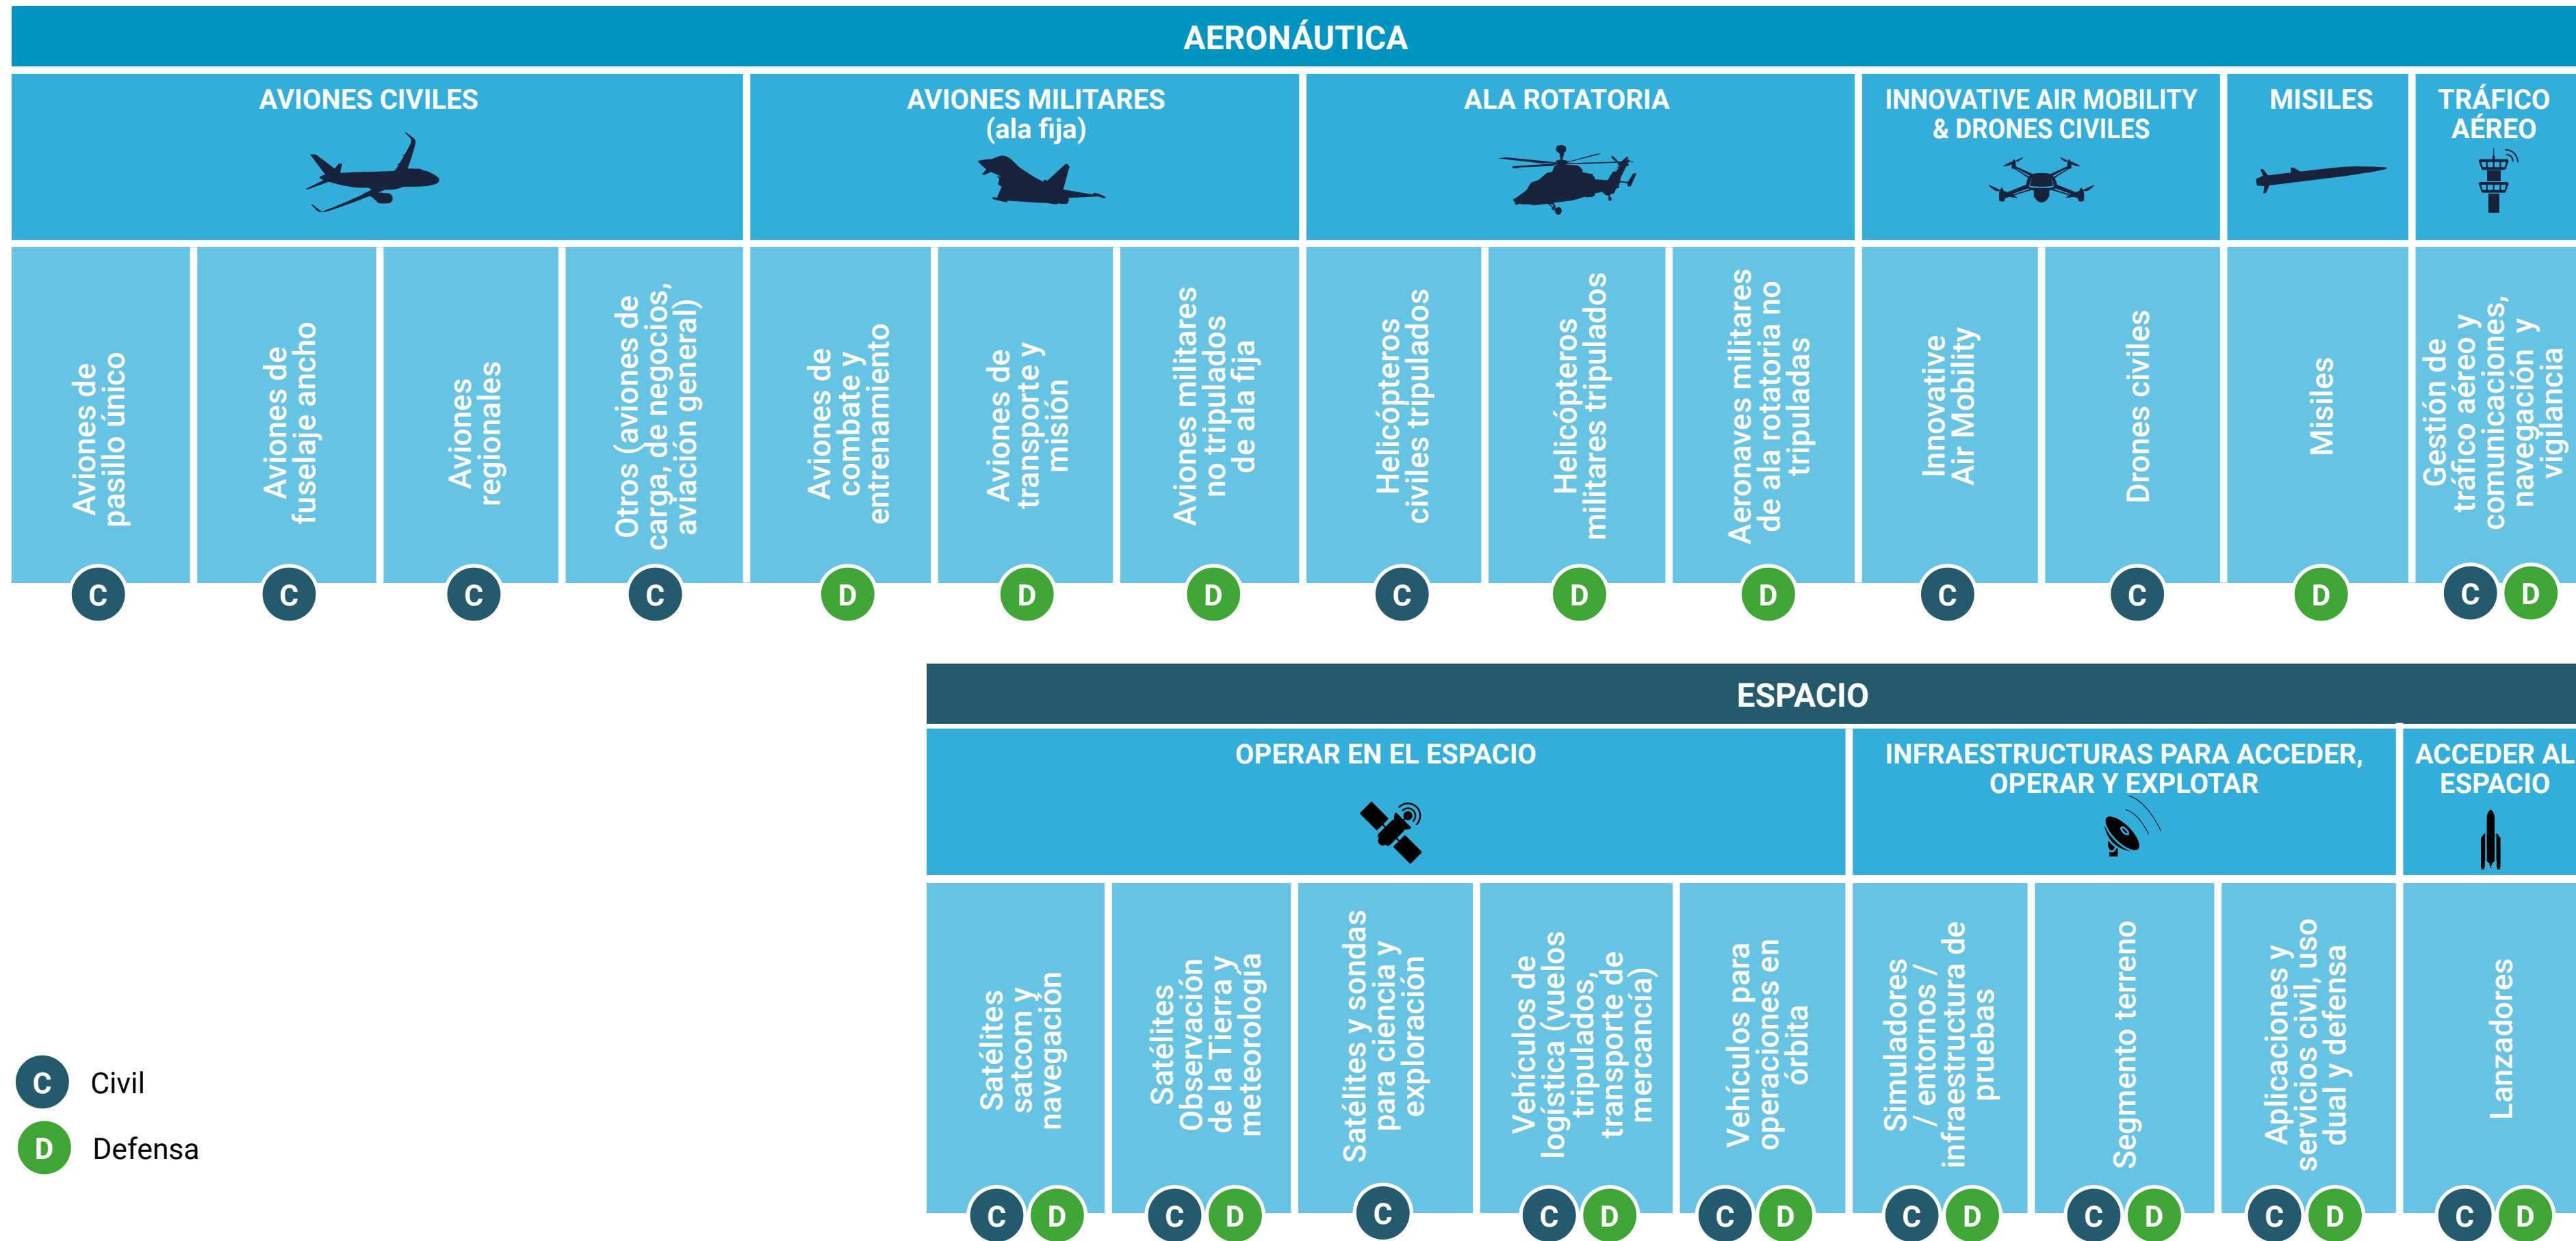 AERONÁUTICA
AVIONES CIVILES
AVIONES MILITARES
(ala fija)
ALA ROTATORIA
INNOVATIVE AIR MOBILITY
& DRONES CIVILES
MISILES
TRÁFICO
AÉREO
Aviones de
pasillo único
Aviones de
fuselaje ancho
Aviones
regionales
Otros (aviones de
carga, de negocios,
aviación general)
Aviones de
combate y
entrenamiento
Aviones de
transporte y
misión
Aviones militares
no tripulados
de ala fija
Helicópteros
civiles tripulados
Helicópteros
militares tripulados
Aeronaves militares
de ala rotatoria no
tripuladas
Innovative
Air Mobility
Drones civiles
Misiles
Gestión de
tráfico aéreo y
comunicaciones,
navegación y
vigilancia
C
C
C
C
D
D
D
C
D
D
C
C
D
C D
ESPACIO
OPERAR EN EL ESPACIO
INFRAESTRUCTURAS PARA ACCEDER,
OPERAR Y EXPLOTAR
ACCEDER AL
ESPACIO
Satélites
satcom y
navegación
Satélites
Observación
de la Tierra y
meteorología
Satélites y sondas
para ciencia y
exploración
Vehículos de
logística (vuelos
tripulados,
transporte de
mercancía)
Vehículos para
operaciones en
órbita
Simuladores
/ entornos /
infraestructura de
pruebas
Segmento terreno
Aplicaciones y
servicios civil, uso
dual y defensa
Lanzadores
C D
C D
C
C D
C D
C D
C D
C D
C D
C Civil
D Defensa